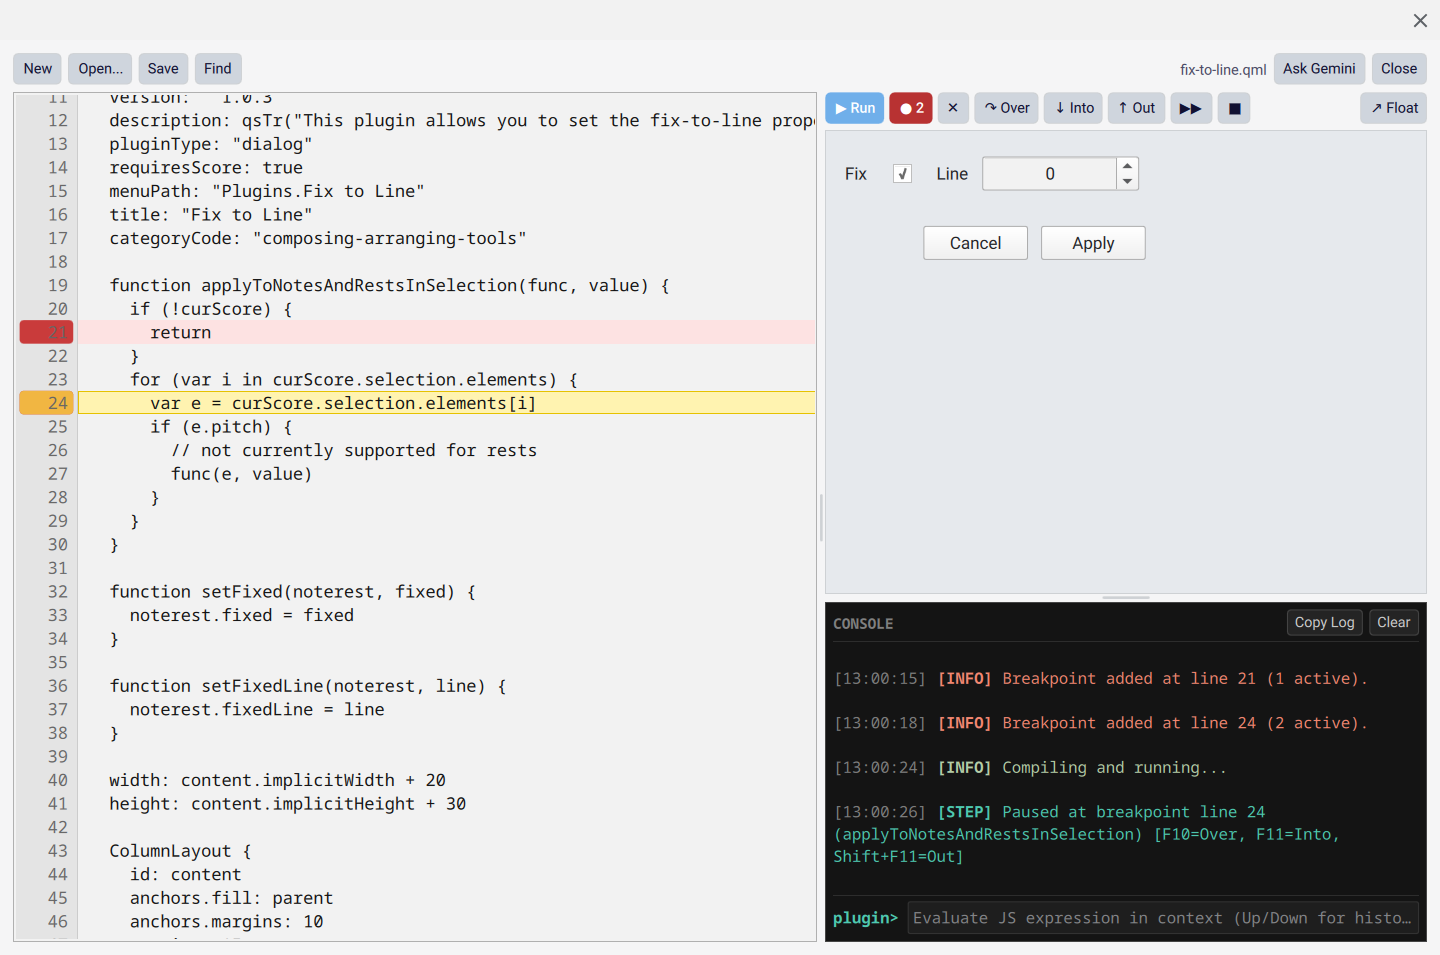 New Open... Save Find fix-to-line.qml Ask Gemini Close
11 version: "1.0.3"
12 description: qsTr("This plugin allows you to set the fix-to-line prop
13 pluginType: "dialog"
14 requiresScore: true
15 menuPath: "Plugins.Fix to Line"
16 title: "Fix to Line"
17 categoryCode: "composing-arranging-tools"
18
19 function applyToNotesAndRestsInSelection(func, value) {
20 if (!curScore) {
21 return
22 }
23 for (var i in curScore.selection.elements) {
24 var e = curScore.selection.elements[i]
25 if (e.pitch) {
26 // not currently supported for rests
27 func(e, value)
28 }
29 }
30 }
31
32 function setFixed(noterest, fixed) {
33 noterest.fixed = fixed
34 }
35
36 function setFixedLine(noterest, line) {
37 noterest.fixedLine = line
38 }
39
40 width: content.implicitWidth + 20
41 height: content.implicitHeight + 30
42
43 ColumnLayout {
44 id: content
45 anchors.fill: parent
46 anchors.margins: 10
▶ Run ● 2 ✕ ↷ Over ↓ Into ↑ Out ▶▶ ■ ↗ Float
Fix Line 0
Cancel Apply
CONSOLE Copy Log Clear
[13:00:15] [INFO] Breakpoint added at line 21 (1 active).
[13:00:18] [INFO] Breakpoint added at line 24 (2 active).
[13:00:24] [INFO] Compiling and running...
[13:00:26] [STEP] Paused at breakpoint line 24
(applyToNotesAndRestsInSelection) [F10=Over, F11=Into,
Shift+F11=Out]
plugin> Evaluate JS expression in context (Up/Down for histo…